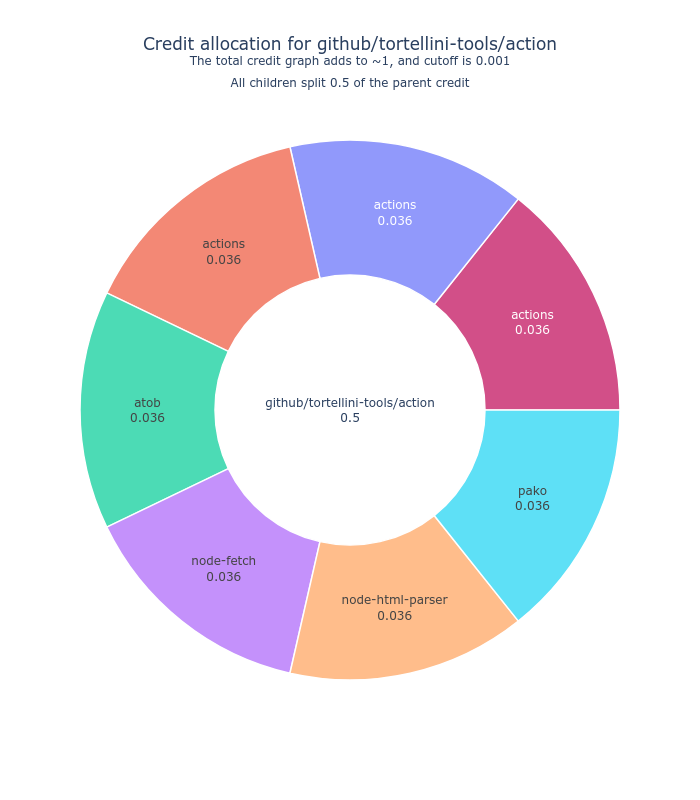 Credit allocation for github/tortellini-tools/action
The total credit graph adds to ~1, and cutoff is 0.001
All children split 0.5 of the parent credit
actions
0.036
actions
0.036
actions
0.036
atob
0.036
github/tortellini-tools/action
0.5
pako
0.036
node-fetch
0.036
node-html-parser
0.036